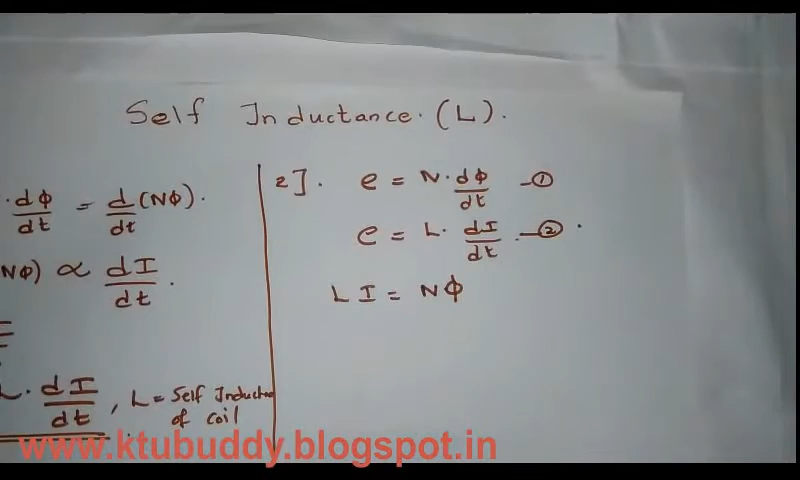 Self Inductance. (L).
. dΦ/dt = d/dt (NΦ).
NΦ) ∝ dI/dt.
L. dI/dt, L = Self Inductance
of coil
2]. e = N. dΦ/dt -①
e = L. dI/dt. -②.
LI = NΦ
www.ktubuddy.blogspot.in